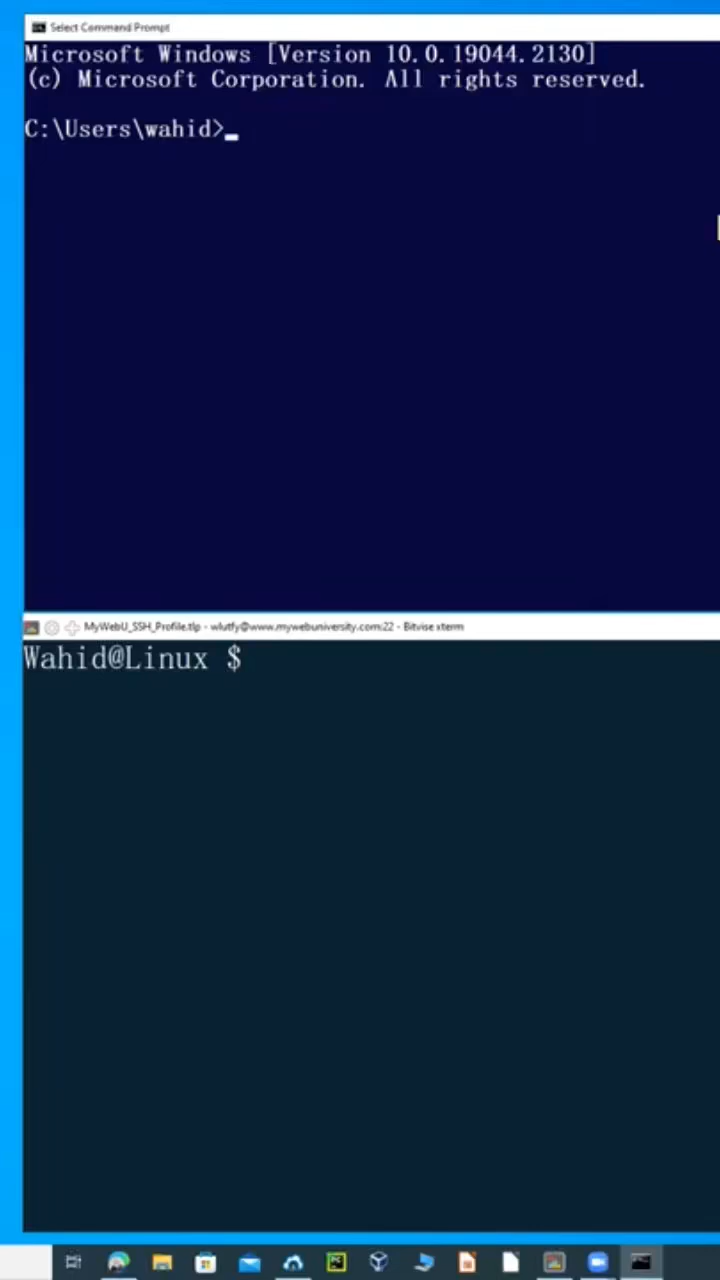 Select Command Prompt
Microsoft Windows [Version 10.0.19044.2130]
(c) Microsoft Corporation. All rights reserved.
C:\Users\wahid>
MyWebU_SSH_Profile.tlp - wlutfy@www.mywebuniversity.com:22 - Bitvise xterm
Wahid@Linux $